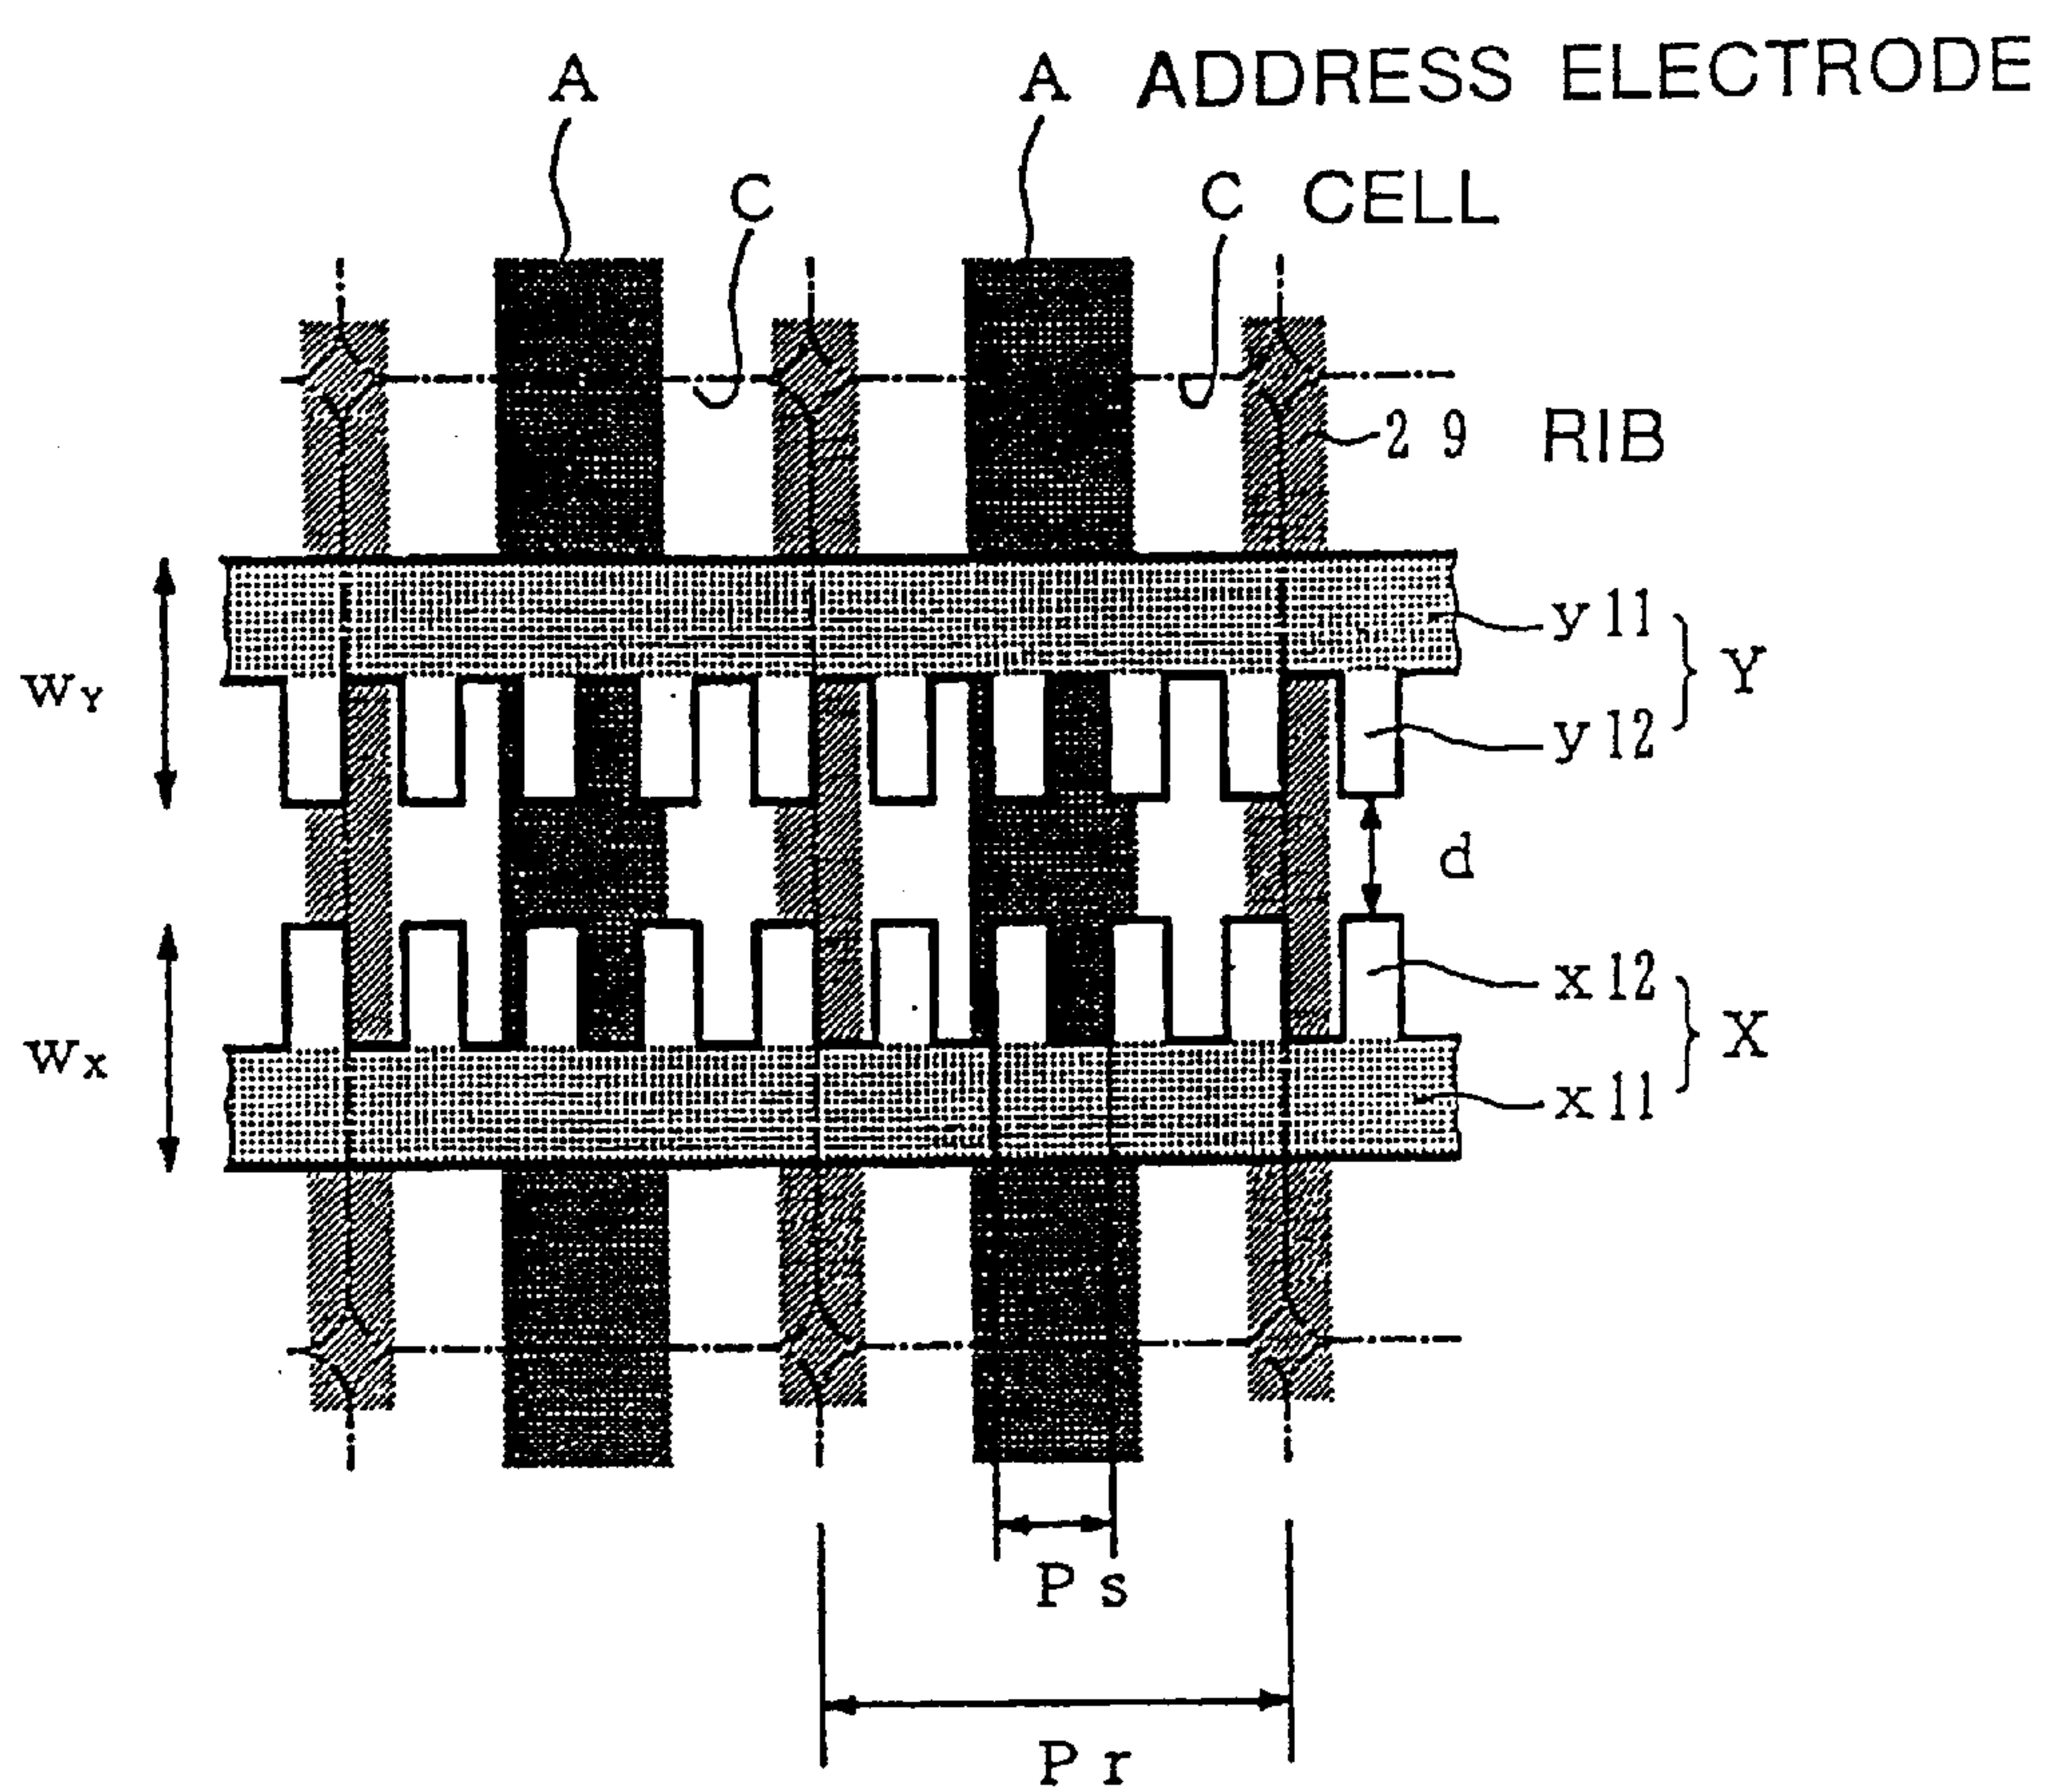 A A ADDRESS ELECTRODE
C C CELL
29 RIB
y11
Y
wY
y12
d
x12
X
wX
x11
Ps
Pr